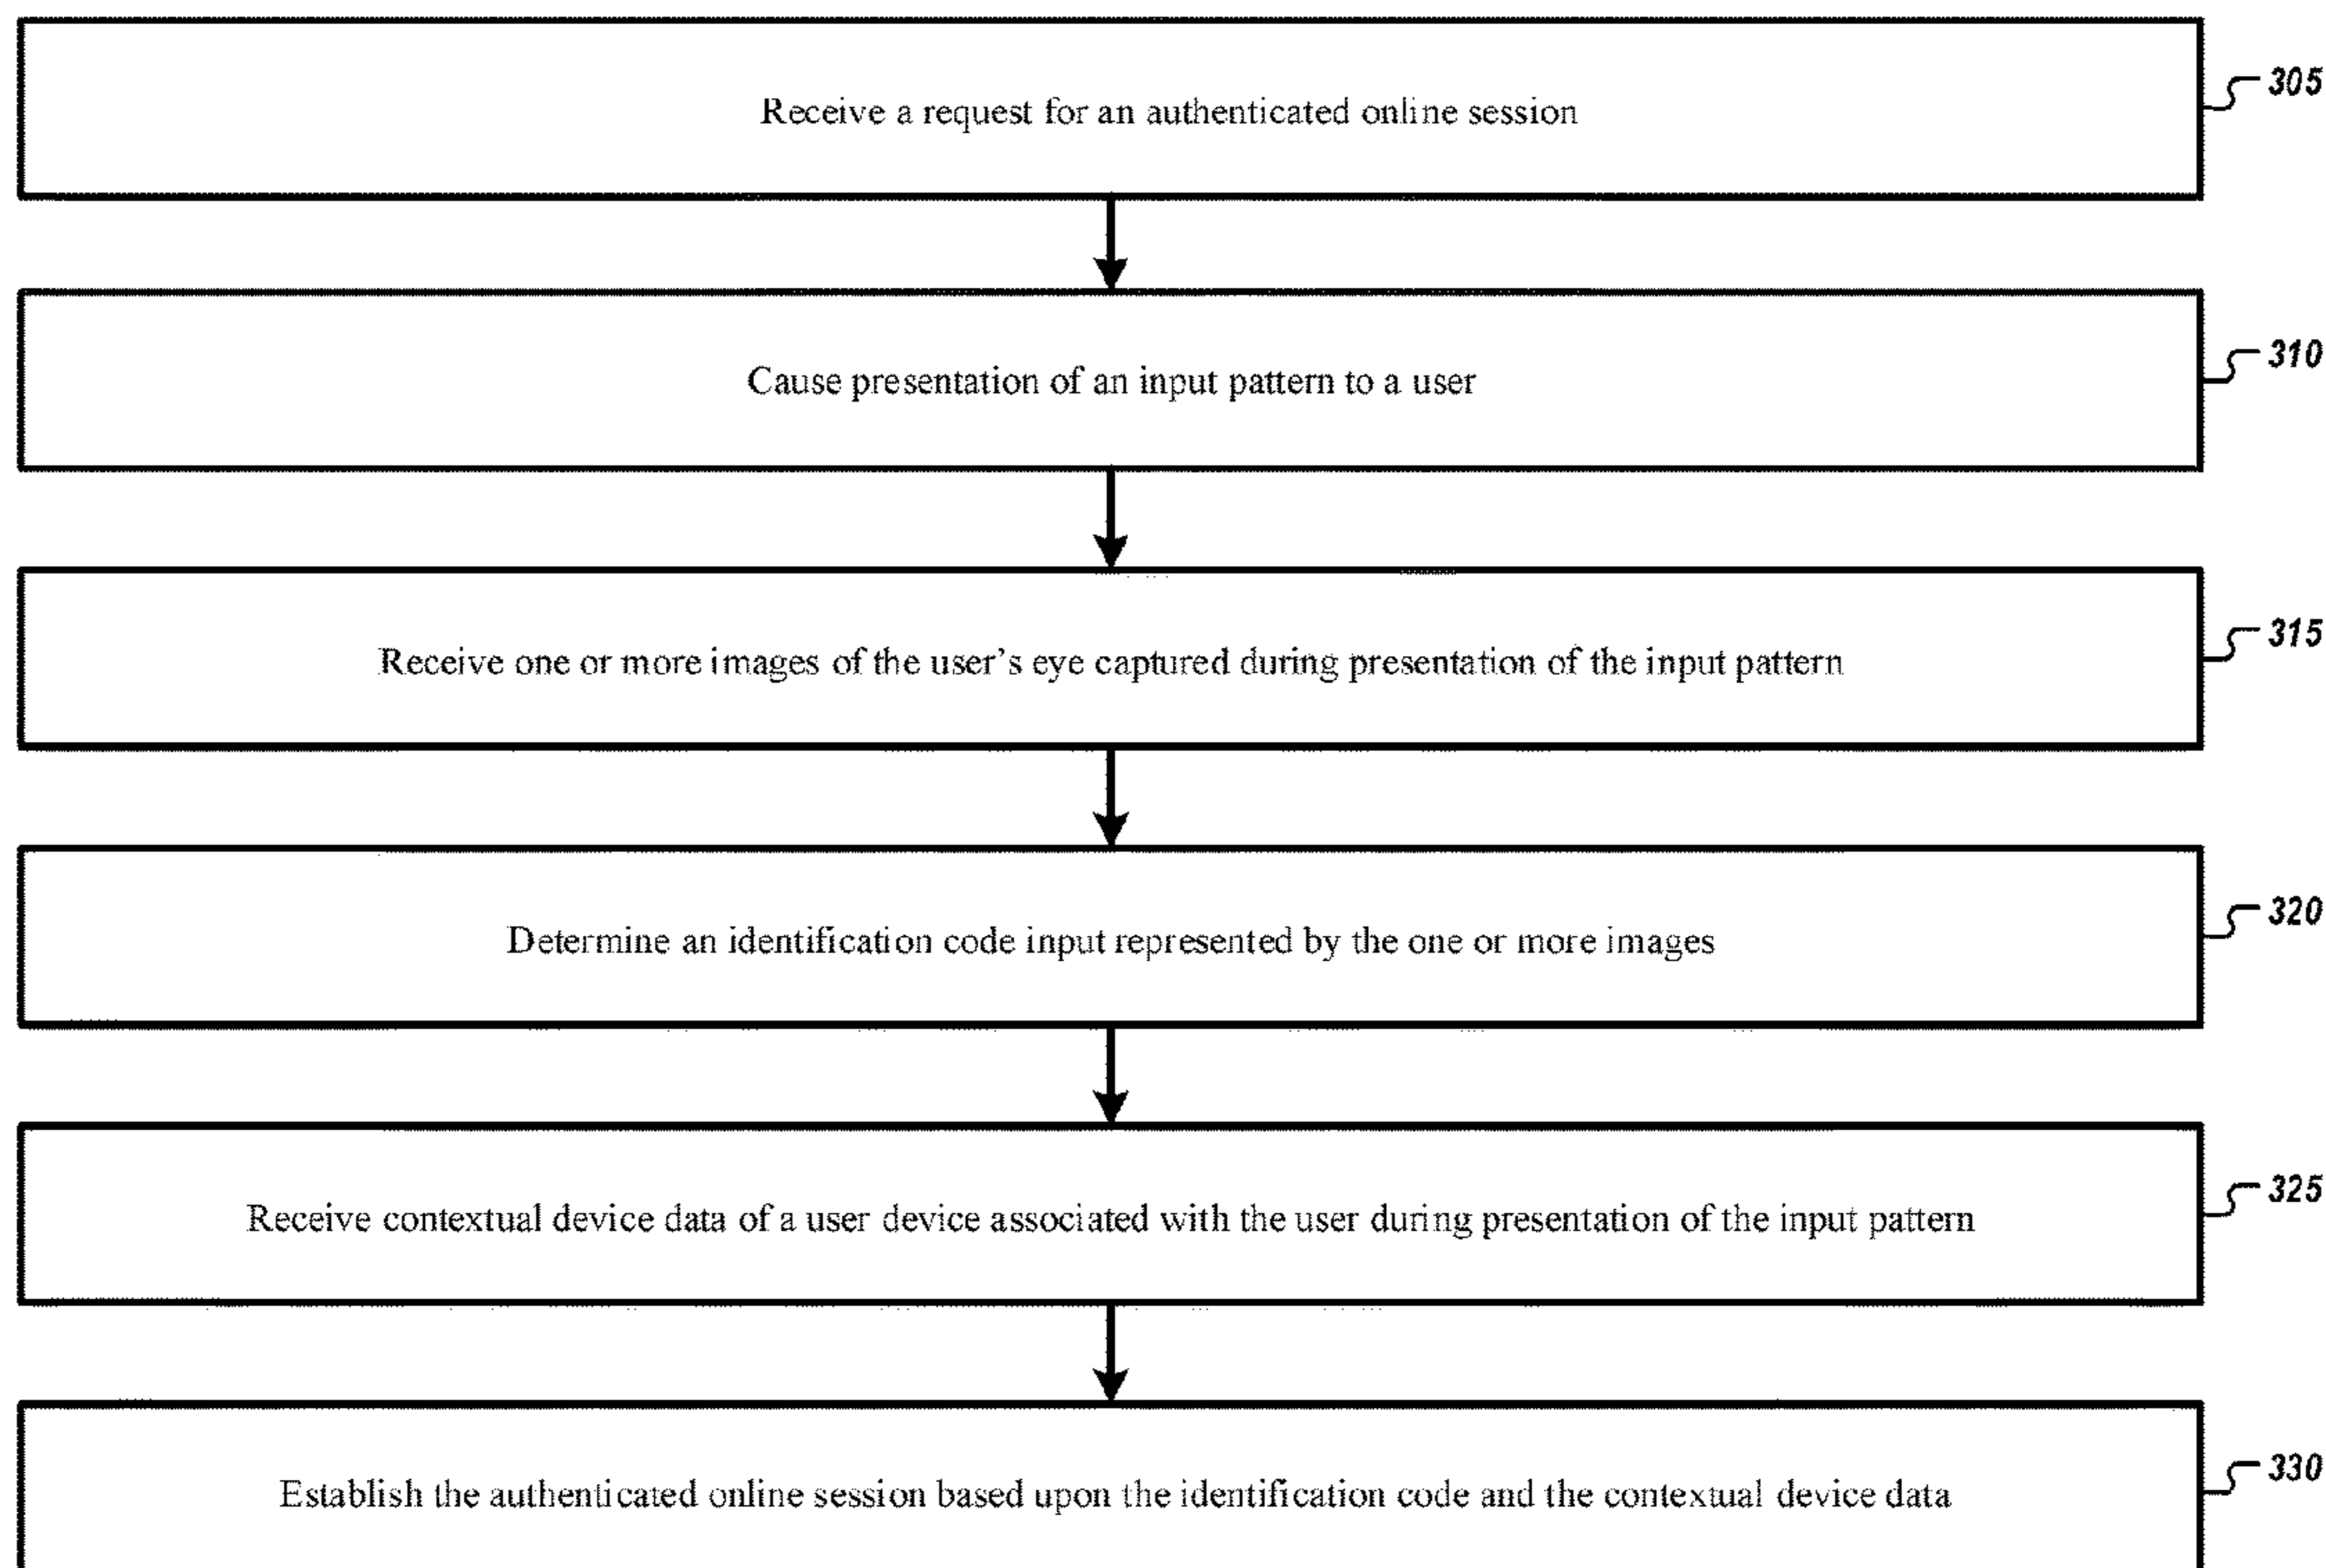 Receive a request for an authenticated online session
305
Cause presentation of an input pattern to a user
310
Receive one or more images of the user’s eye captured during presentation of the input pattern
315
Determine an identification code input represented by the one or more images
320
Receive contextual device data of a user device associated with the user during presentation of the input pattern
325
Establish the authenticated online session based upon the identification code and the contextual device data
330